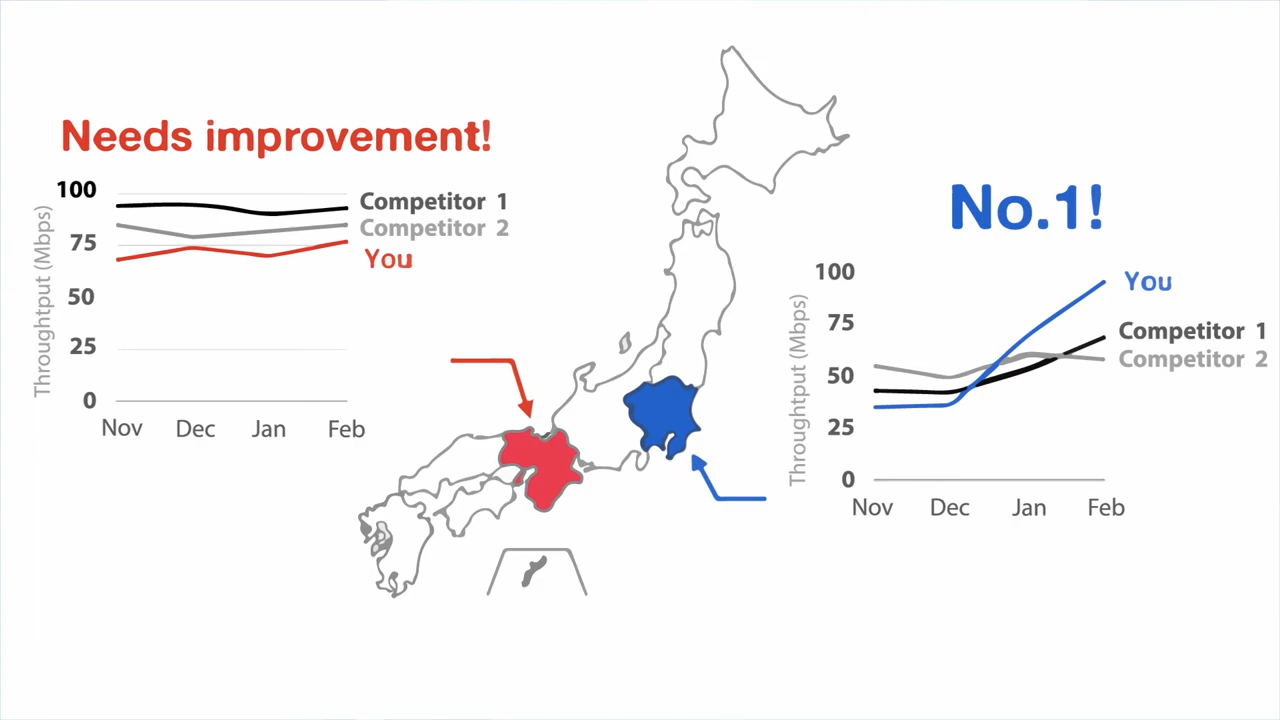 Needs improvement!
100
75
50
25
0
Throughtput (Mbps)
Competitor 1
Competitor 2
You
Nov Dec Jan Feb
No.1!
100
75
50
25
0
Throughtput (Mbps)
You
Competitor 1
Competitor 2
Nov Dec Jan Feb